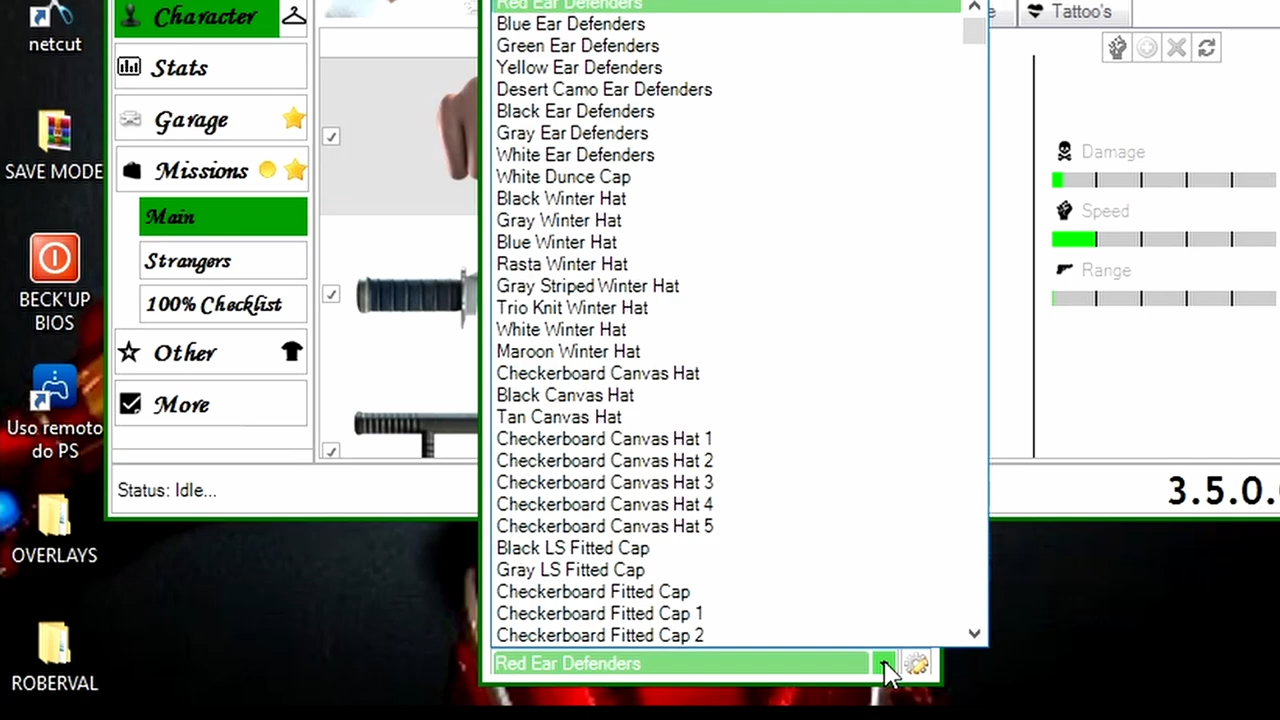 netcut
SAVE MODE
BECK'UP
BIOS
Uso remoto
do PS
OVERLAYS
ROBERVAL
Character
Stats
Garage
Missions
Main
Strangers
100% Checklist
Other
More
Status: Idle...
Red Ear Defenders
Blue Ear Defenders
Green Ear Defenders
Yellow Ear Defenders
Desert Camo Ear Defenders
Black Ear Defenders
Gray Ear Defenders
White Ear Defenders
White Dunce Cap
Black Winter Hat
Gray Winter Hat
Blue Winter Hat
Rasta Winter Hat
Gray Striped Winter Hat
Trio Knit Winter Hat
White Winter Hat
Maroon Winter Hat
Checkerboard Canvas Hat
Black Canvas Hat
Tan Canvas Hat
Checkerboard Canvas Hat 1
Checkerboard Canvas Hat 2
Checkerboard Canvas Hat 3
Checkerboard Canvas Hat 4
Checkerboard Canvas Hat 5
Black LS Fitted Cap
Gray LS Fitted Cap
Checkerboard Fitted Cap
Checkerboard Fitted Cap 1
Checkerboard Fitted Cap 2
Red Ear Defenders
Tattoo's
Damage
Speed
Range
3.5.0.